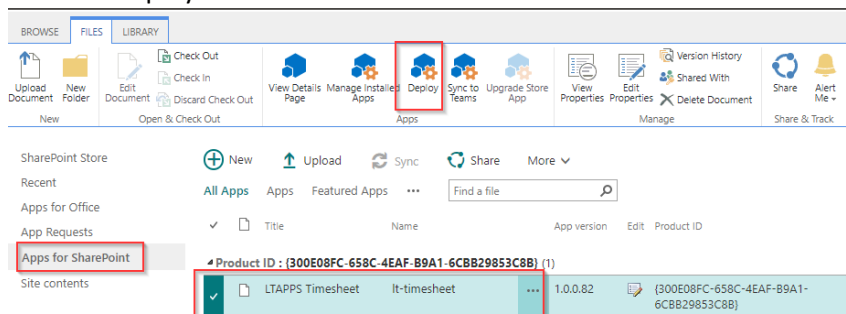 BROWSE FILES LIBRARY
Upload Document
New Folder
Edit Document
Check Out
Check In
Discard Check Out
View Details Page
Manage Installed Apps
Deploy
Sync to Teams
Upgrade Store App
View Properties
Edit Properties
Version History
Shared With
Delete Document
Share
Alert Me
New Open & Check Out Apps Manage Share & Track
SharePoint Store
Recent
Apps for Office
App Requests
Apps for SharePoint
Site contents
New Upload Sync Share More
All Apps Apps Featured Apps ... Find a file
Title Name App version Edit Product ID
Product ID : {300E08FC-658C-4EAF-B9A1-6CBB29853C8B} (1)
LTAPPS Timesheet lt-timesheet ... 1.0.0.82 {300E08FC-658C-4EAF-B9A1-
6CBB29853C8B}